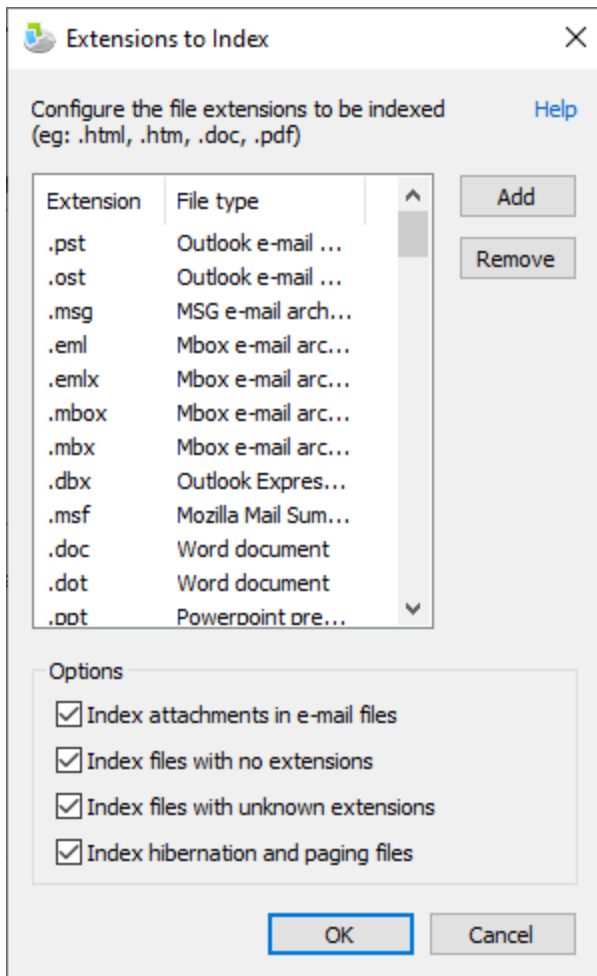 Extensions to Index
Configure the file extensions to be indexed
(eg: .html, .htm, .doc, .pdf)
Help
Extension File type
.pst Outlook e-mail ...
.ost Outlook e-mail ...
.msg MSG e-mail arch...
.eml Mbox e-mail arc...
.emlx Mbox e-mail arc...
.mbox Mbox e-mail arc...
.mbx Mbox e-mail arc...
.dbx Outlook Expres...
.msf Mozilla Mail Sum...
.doc Word document
.dot Word document
.ppt Powerpoint pre...
Add
Remove
Options
Index attachments in e-mail files
Index files with no extensions
Index files with unknown extensions
Index hibernation and paging files
OK
Cancel